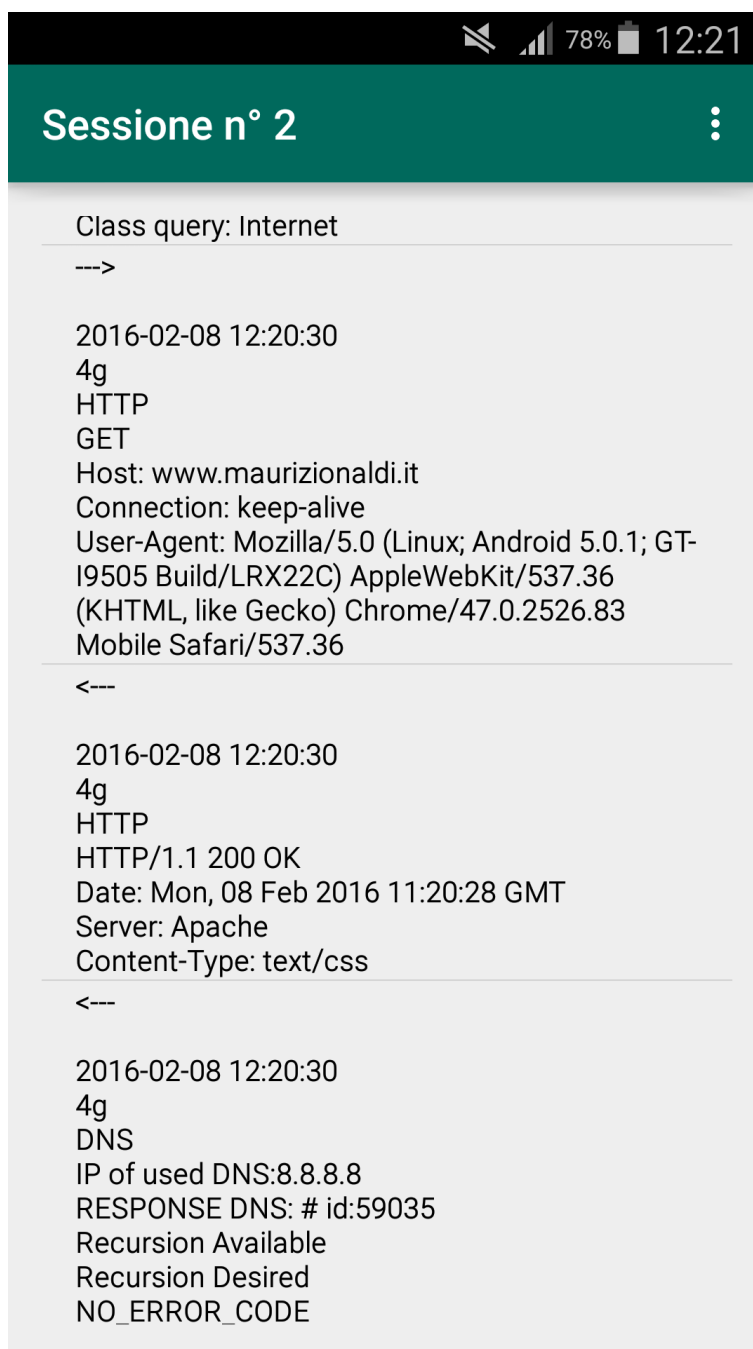 78% 12:21
Sessione n° 2
Class query: Internet
--->
2016-02-08 12:20:30
4g
HTTP
GET
Host: www.maurizionaldi.it
Connection: keep-alive
User-Agent: Mozilla/5.0 (Linux; Android 5.0.1; GT-
I9505 Build/LRX22C) AppleWebKit/537.36
(KHTML, like Gecko) Chrome/47.0.2526.83
Mobile Safari/537.36
<---
2016-02-08 12:20:30
4g
HTTP
HTTP/1.1 200 OK
Date: Mon, 08 Feb 2016 11:20:28 GMT
Server: Apache
Content-Type: text/css
<---
2016-02-08 12:20:30
4g
DNS
IP of used DNS:8.8.8.8
RESPONSE DNS: # id:59035
Recursion Available
Recursion Desired
NO_ERROR_CODE